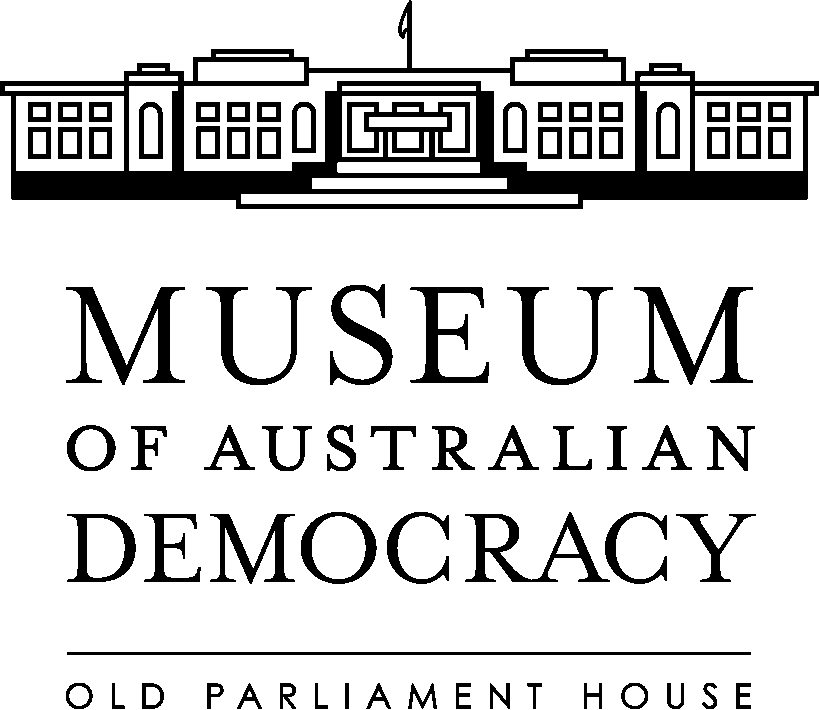 MUSEUM
OF AUSTRALIAN
DEMOCRACY
OLD PARLIAMENT HOUSE